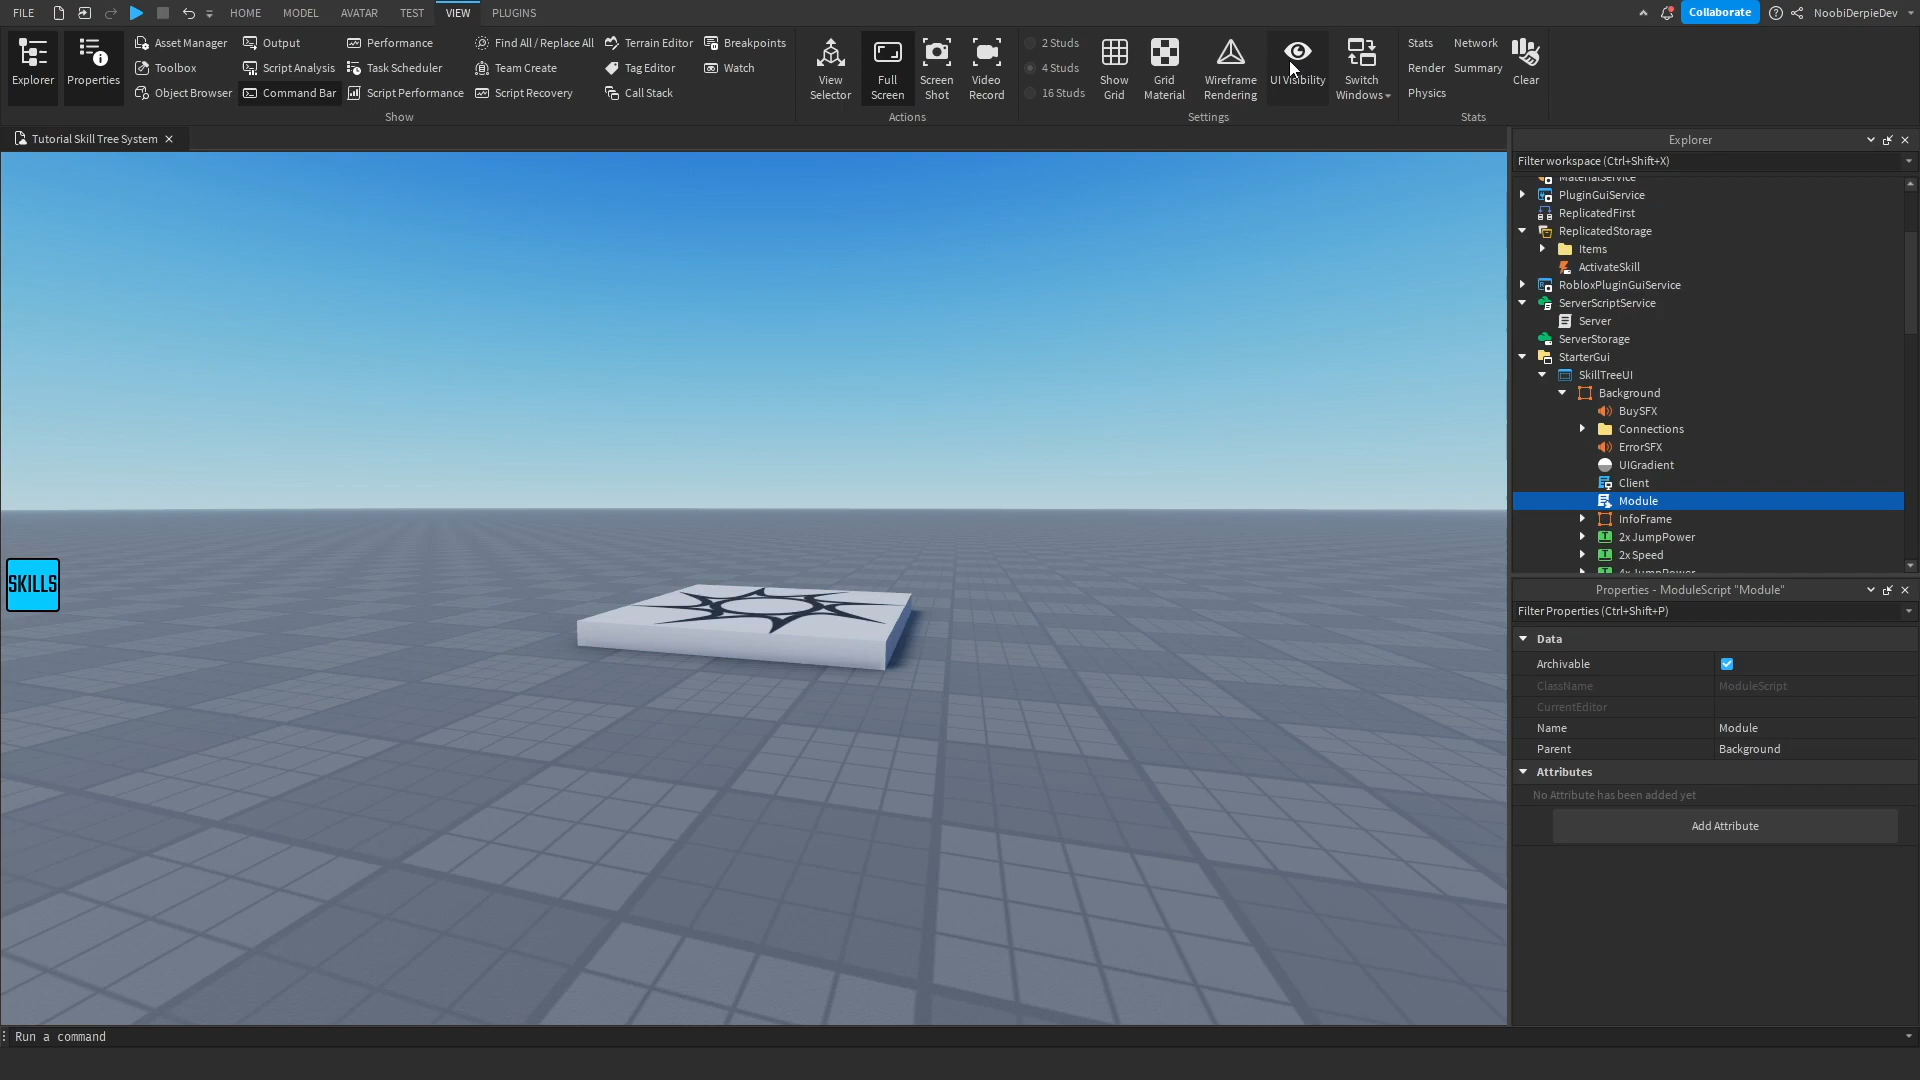 FILE HOME MODEL AVATAR TEST VIEW PLUGINS Collaborate NoobiDerpieDev
Explorer
Properties
Asset Manager
Toolbox
Object Browser
Output
Script Analysis
Command Bar
Performance
Task Scheduler
Script Performance
Find All / Replace All
Team Create
Script Recovery
Terrain Editor
Tag Editor
Call Stack
Breakpoints
Watch
Show
View
Selector
Full
Screen
Screen
Shot
Video
Record
Actions
2 Studs
4 Studs
16 Studs
Show
Grid
Grid
Material
Wireframe
Rendering
UI Visibility
Switch
Windows
Settings
Stats
Render
Physics
Network
Summary
Clear
Stats
Tutorial Skill Tree System
SKILLS
Explorer
Filter workspace (Ctrl+Shift+X)
MaterialService
PluginGuiService
ReplicatedFirst
ReplicatedStorage
Items
ActivateSkill
RobloxPluginGuiService
ServerScriptService
Server
ServerStorage
StarterGui
SkillTreeUI
Background
BuySFX
Connections
ErrorSFX
UIGradient
Client
Module
InfoFrame
2xJumpPower
2xSpeed
4xJumpPower
Properties - ModuleScript "Module"
Filter Properties (Ctrl+Shift+P)
Data
Archivable
ClassName ModuleScript
CurrentEditor
Name Module
Parent Background
Attributes
No Attribute has been added yet
Add Attribute
Run a command